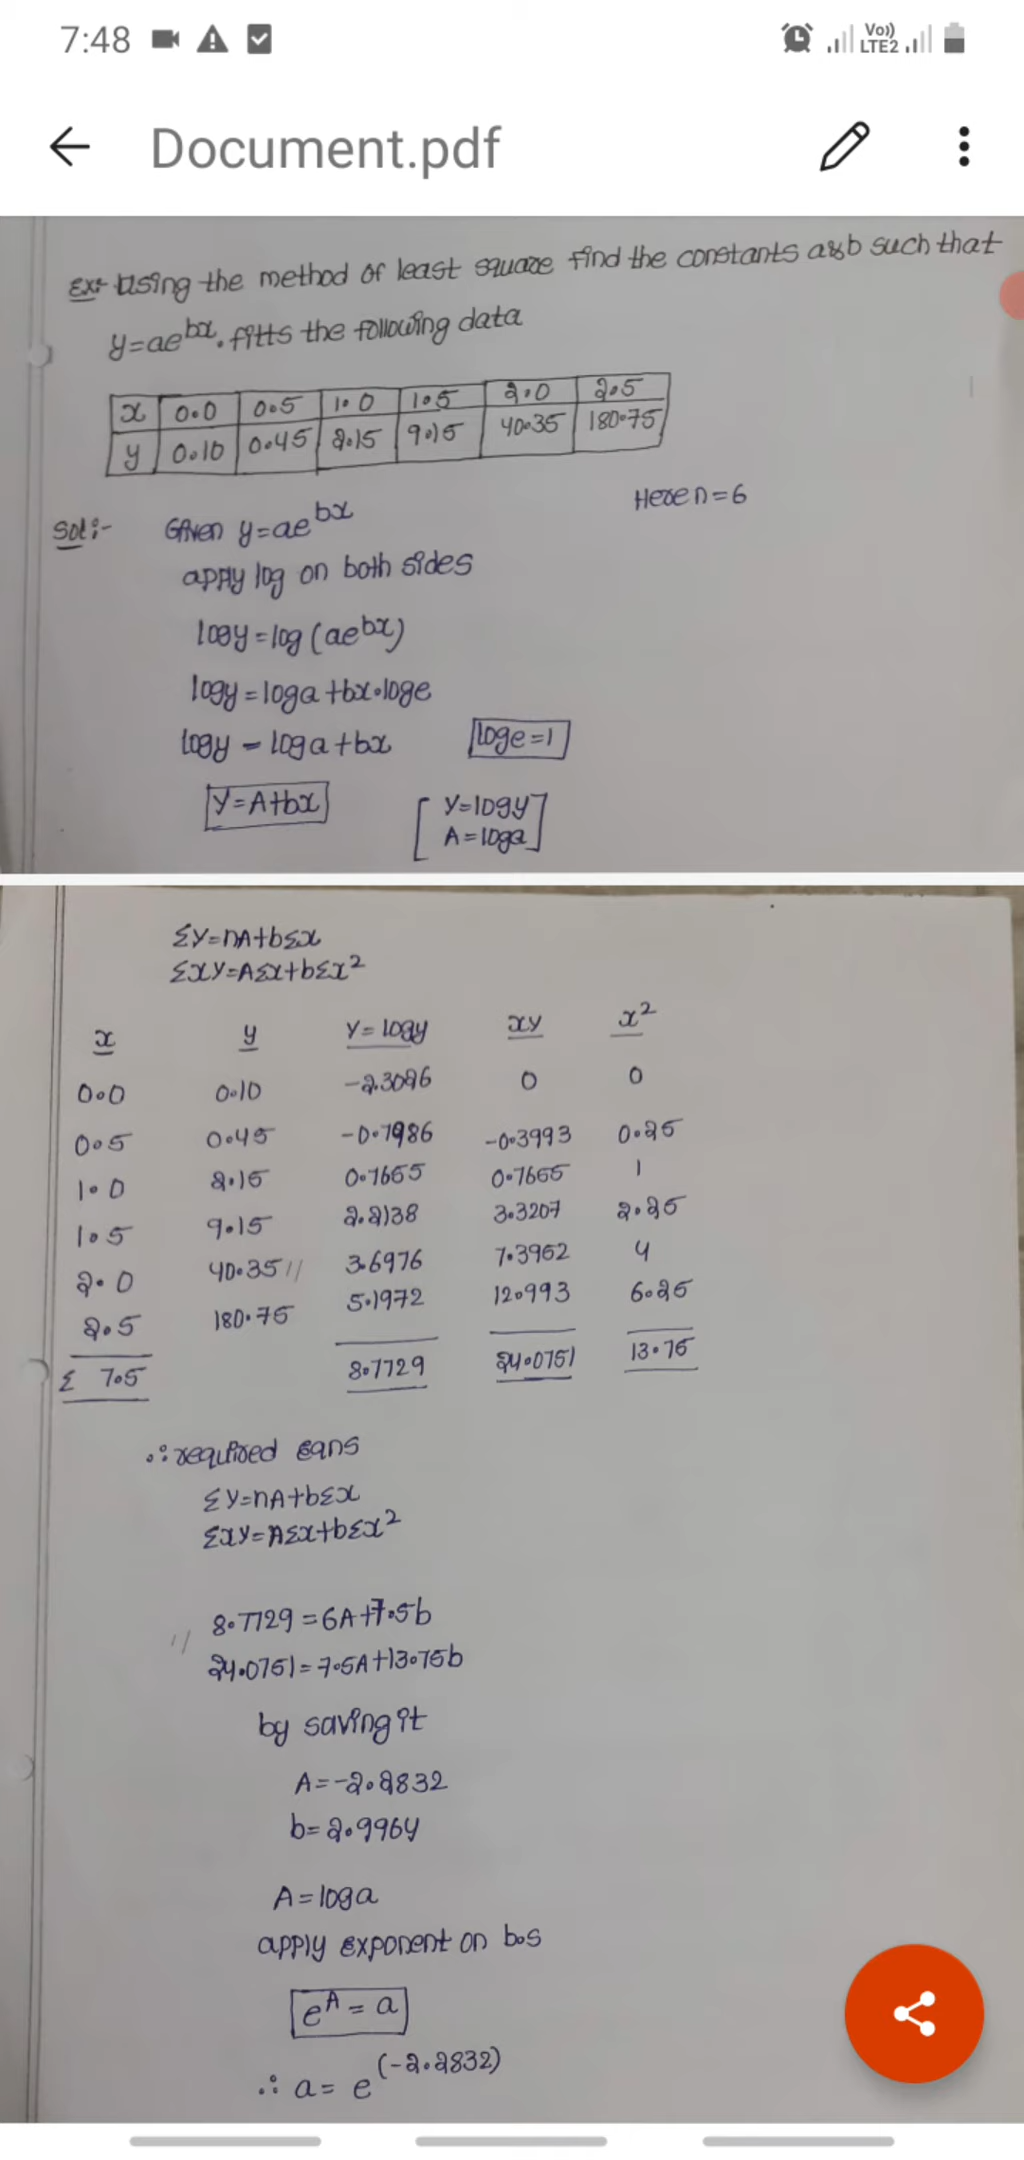 7:48
Vo))
LTE2
Document.pdf
Ex:- Using the method of least square find the constants a&b such that
y=ae^bx. fitts the following data
x 0.0 0.5 1.0 1.5 2.0 2.5
y 0.10 0.45 2.15 9.15 40.35 180.75
Here n=6
Sol:- Given y=ae^bx
apply log on both sides
logy=log(ae^bx)
logy=loga+bx.loge
logy=loga+bx loge=1
Y=A+bx [Y=logy
A=loga]
ΣY=nA+bΣx
ΣxY=AΣx+bΣx²
x y Y=logy xy x²
0.0 0.10 -2.3026 0 0
0.5 0.45 -0.7986 -0.3993 0.25
1.0 2.15 0.7655 0.7655 1
1.5 9.15 2.2138 3.3207 2.25
2.0 40.35 // 3.6976 7.3952 4
2.5 180.75 5.1972 12.993 6.25
Σ 7.5 8.7729 24.0751 13.75
∴ required eqns
ΣY=nA+bΣx
ΣxY=AΣx+bΣx²
8.7729=6A+7.5b
// 24.0751=7.5A+13.75b
by saving it
A=-2.2832
b=2.9964
A=loga
apply exponent on b.s
e^A=a
∴ a=e^(-2.2832)